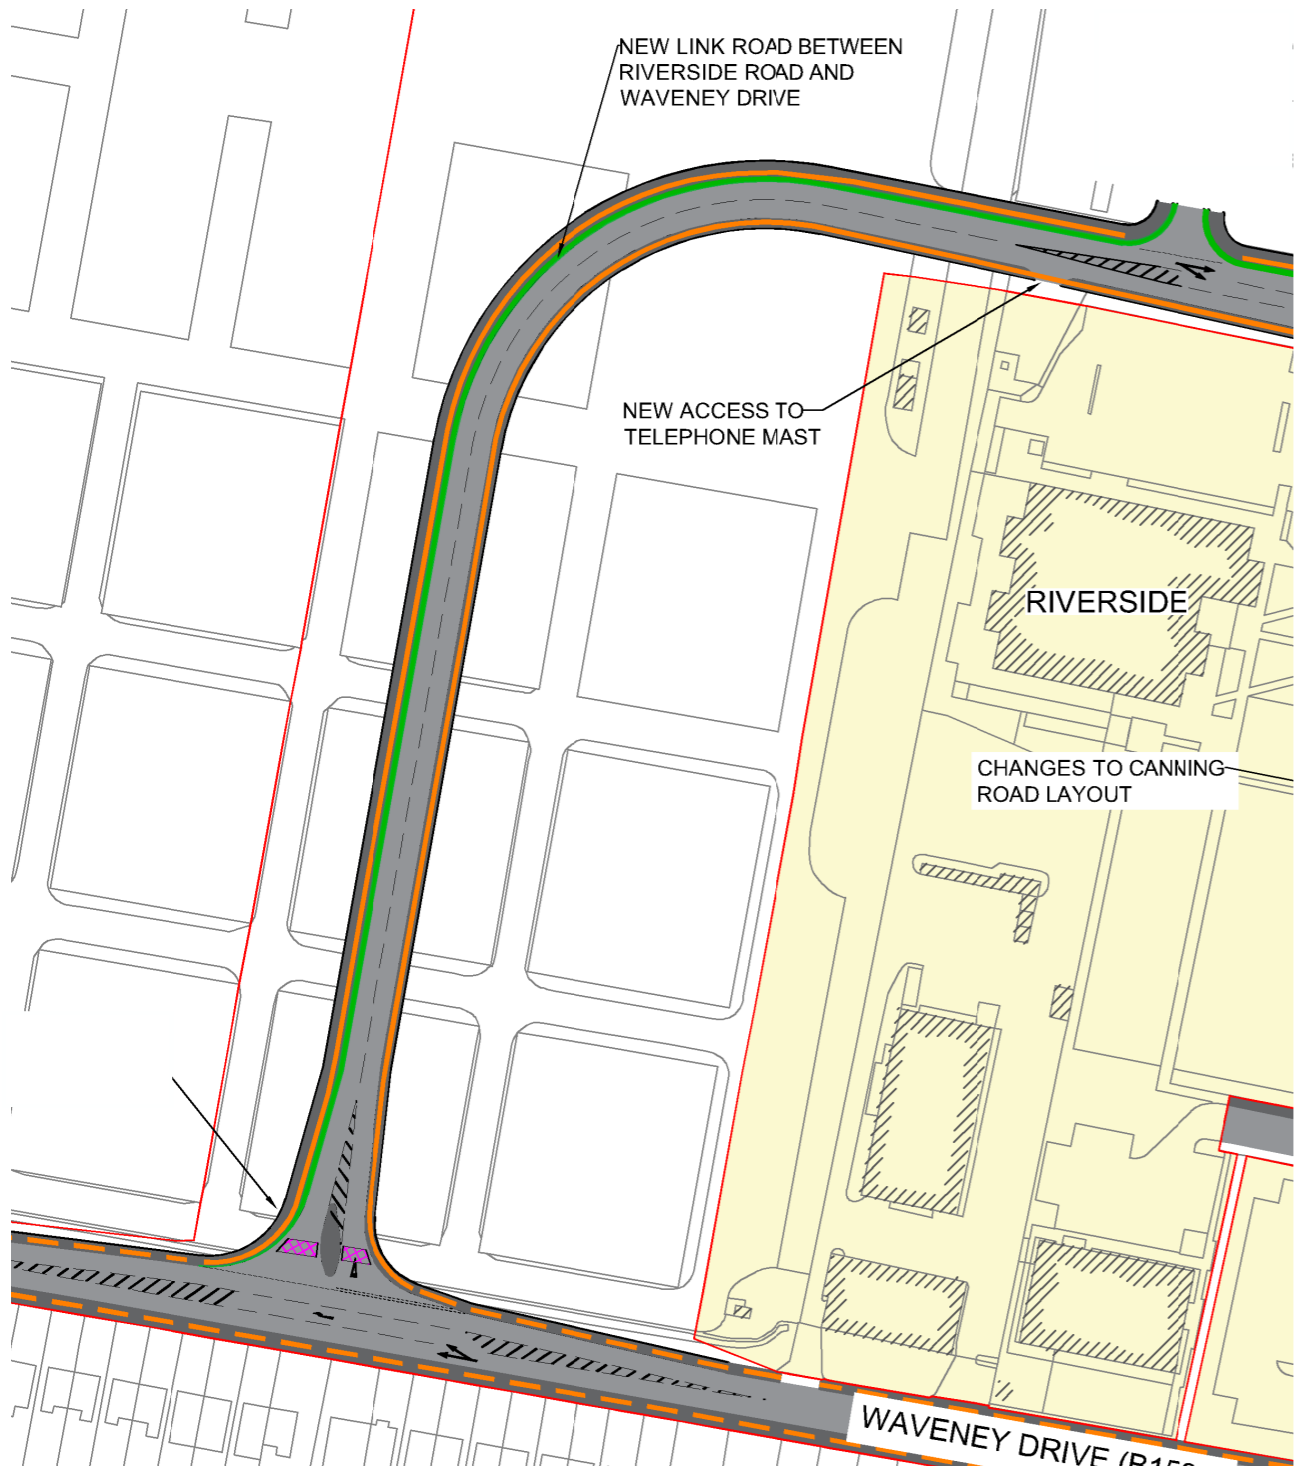 NEW LINK ROAD BETWEEN
RIVERSIDE ROAD AND
WAVENEY DRIVE
NEW ACCESS TO
TELEPHONE MAST
RIVERSIDE
CHANGES TO CANNING
ROAD LAYOUT
WAVENEY DRIVE